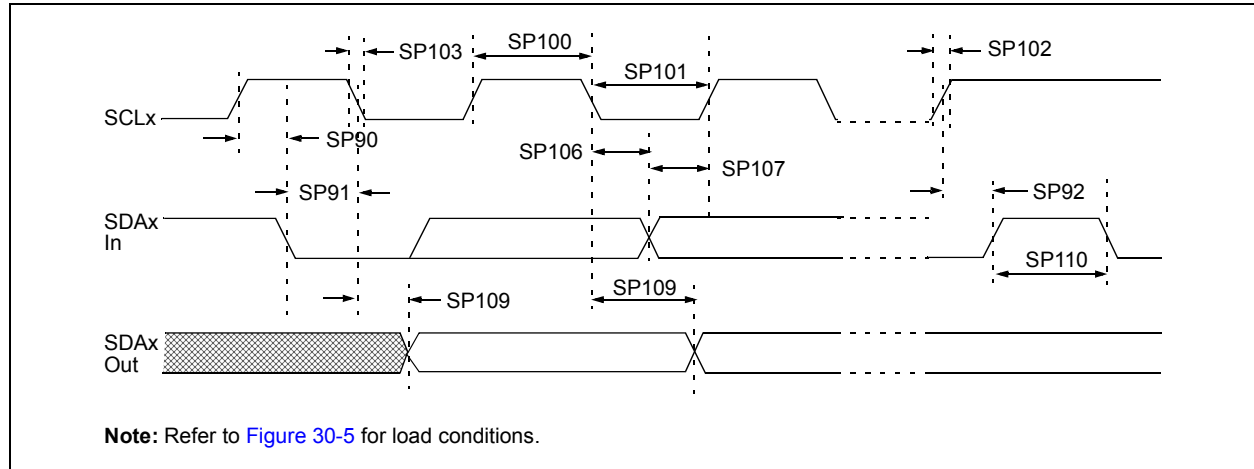 SP103
SP100
SP102
SP101
SCLx
SP90
SP106
SP107
SP91
SP92
SDAx
In
SP110
SP109
SP109
SDAx
Out
Note: Refer to Figure 30-5 for load conditions.